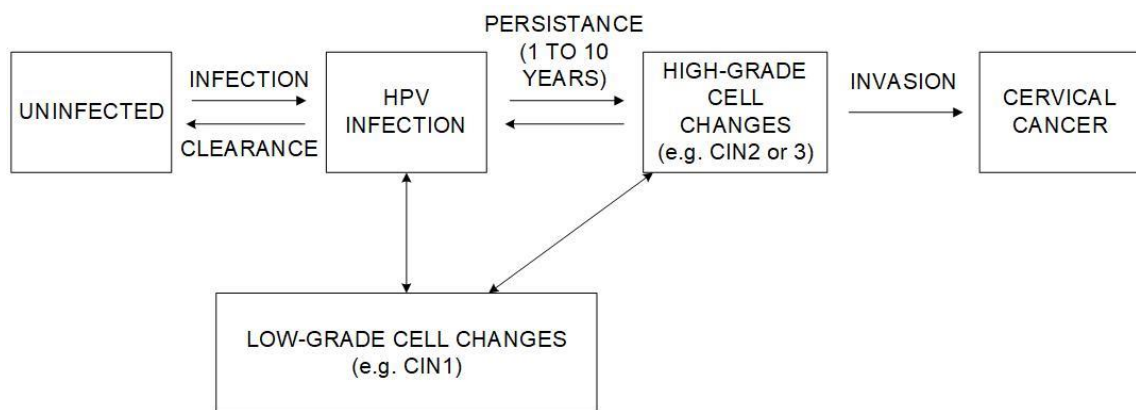 UNINFECTED
INFECTION
CLEARANCE
HPV
INFECTION
PERSISTANCE
(1 TO 10
YEARS)
HIGH-GRADE
CELL
CHANGES
(e.g. CIN2 or 3)
INVASION
CERVICAL
CANCER
LOW-GRADE CELL CHANGES
(e.g. CIN1)